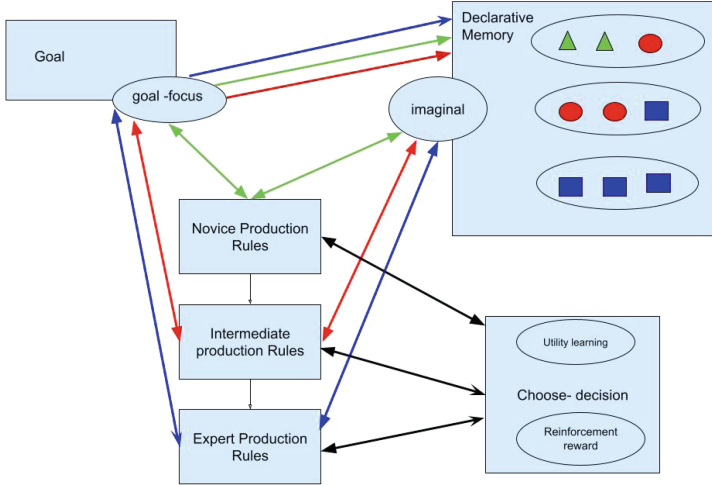 Goal
goal -focus
Declarative
Memory
imaginal
Novice Production
Rules
Intermediate
production Rules
Expert Production
Rules
Utility learning
Choose- decision
Reinforcement
reward